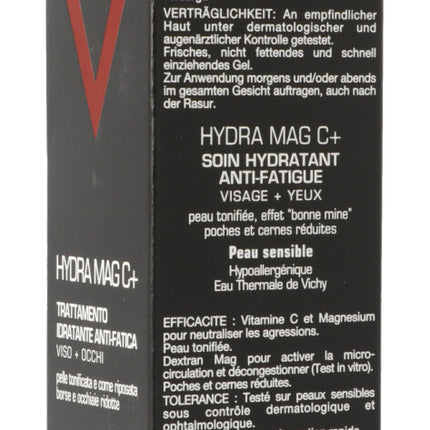 VERTRÄGLICHKEIT: An empfindlicher
Haut unter dermatologischer und
augenärztlicher Kontrolle getestet.
Frisches, nicht fettendes und schnell
einziehendes Gel.
Zur Anwendung morgens und/oder abends
im gesamten Gesicht auftragen, auch nach
der Rasur.
HYDRA MAG C+
SOIN HYDRATANT
ANTI-FATIGUE
VISAGE + YEUX
peau tonifiée, effet "bonne mine"
poches et cernes réduites
Peau sensible
Hypoallergénique
Eau Thermale de Vichy
EFFICACITE : Vitamine C et Magnesium
pour neutraliser les agressions.
Peau tonifiée.
Dextran Mag pour activer la micro-
circulation et décongestionner (Test in vitro).
Poches et cernes réduites.
TOLERANCE : Testé sur peaux sensibles
sous contrôle dermatologique et
ophtalmologique.
HYDRA MAG C+
TRATTAMENTO
IDRATANTE ANTI-FATICA
VISO + OCCHI
pelle tonificata e come riposata
borse e occhiaie ridotte